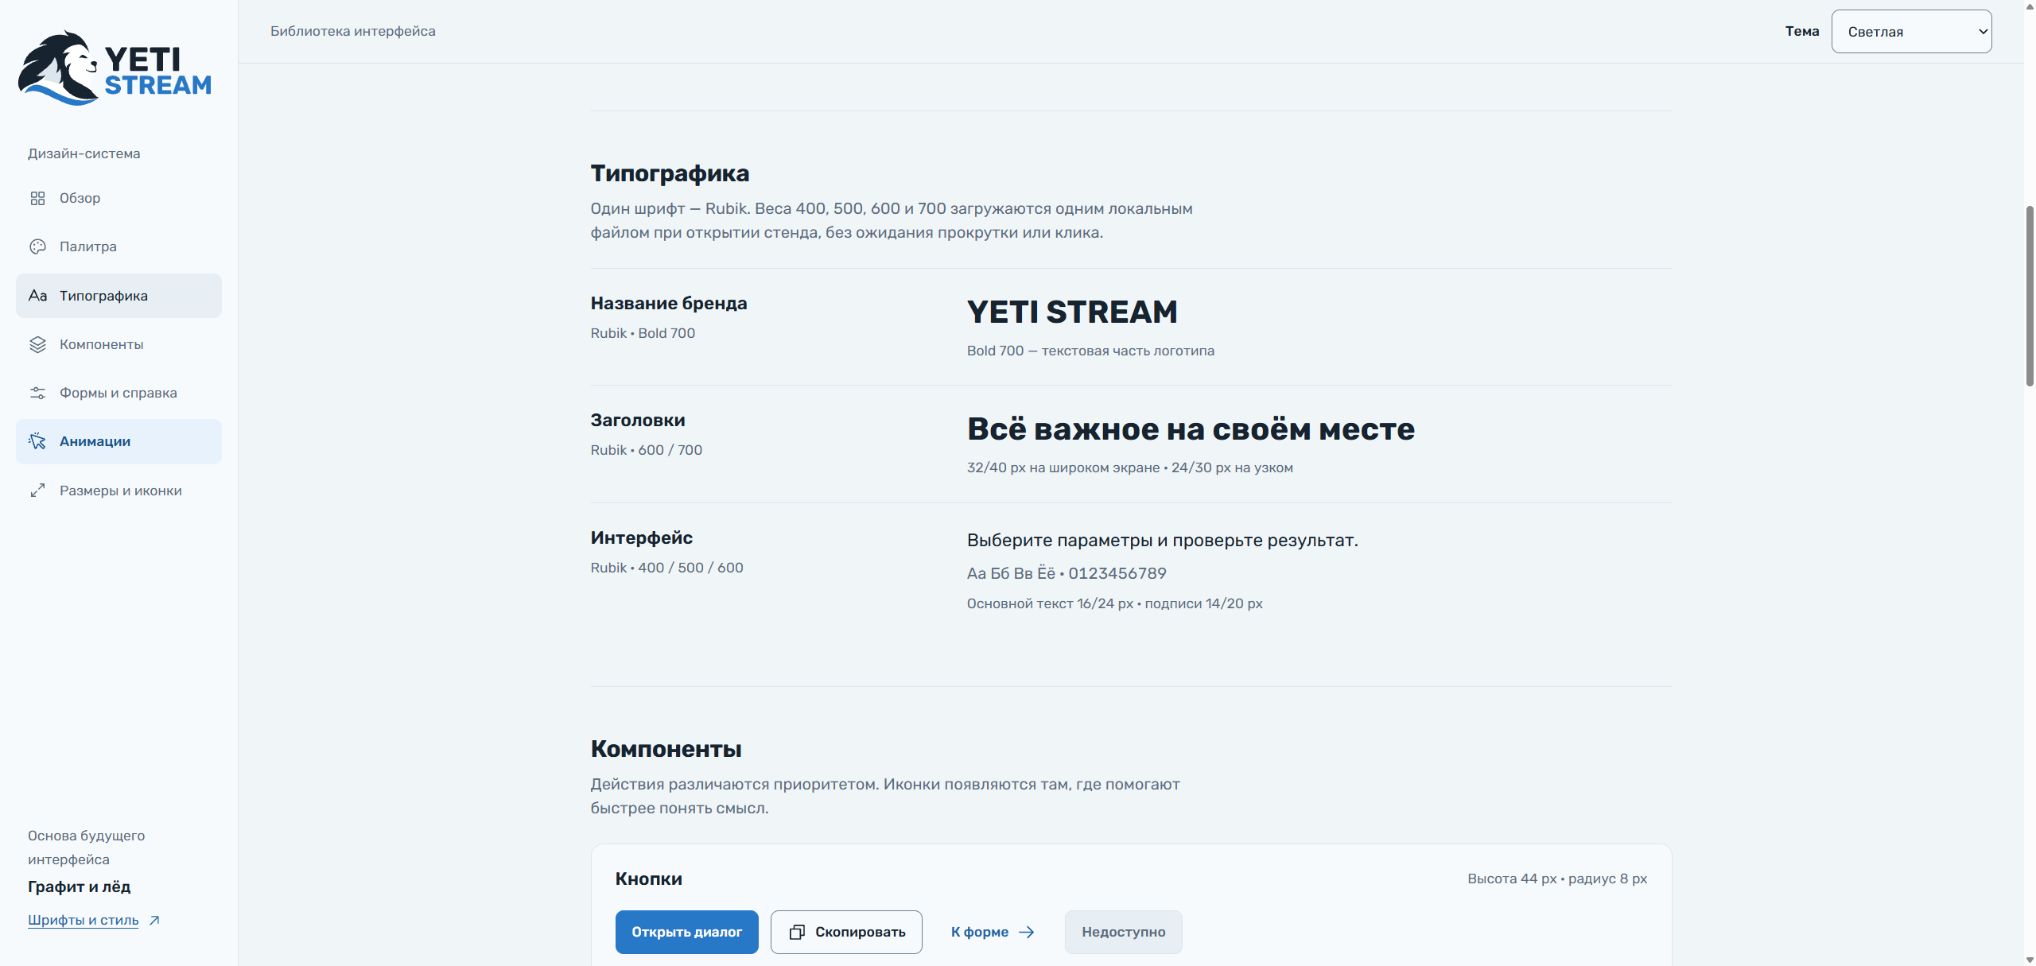 YETI
STREAM
Дизайн-система
Обзор
Палитра
Aa Типографика
Компоненты
Формы и справка
Анимации
Размеры и иконки
Основа будущего
интерфейса
Графит и лёд
Шрифты и стиль
Библиотека интерфейса
Тема
Светлая
Типографика
Один шрифт — Rubik. Веса 400, 500, 600 и 700 загружаются одним локальным
файлом при открытии стенда, без ожидания прокрутки или клика.
Название бренда
Rubik • Bold 700
YETI STREAM
Bold 700 — текстовая часть логотипа
Заголовки
Rubik • 600 / 700
Всё важное на своём месте
32/40 px на широком экране • 24/30 px на узком
Интерфейс
Rubik • 400 / 500 / 600
Выберите параметры и проверьте результат.
Аа Бб Вв Ёё • 0123456789
Основной текст 16/24 px • подписи 14/20 px
Компоненты
Действия различаются приоритетом. Иконки появляются там, где помогают
быстрее понять смысл.
Кнопки
Высота 44 px • радиус 8 px
Открыть диалог
Скопировать
К форме
Недоступно